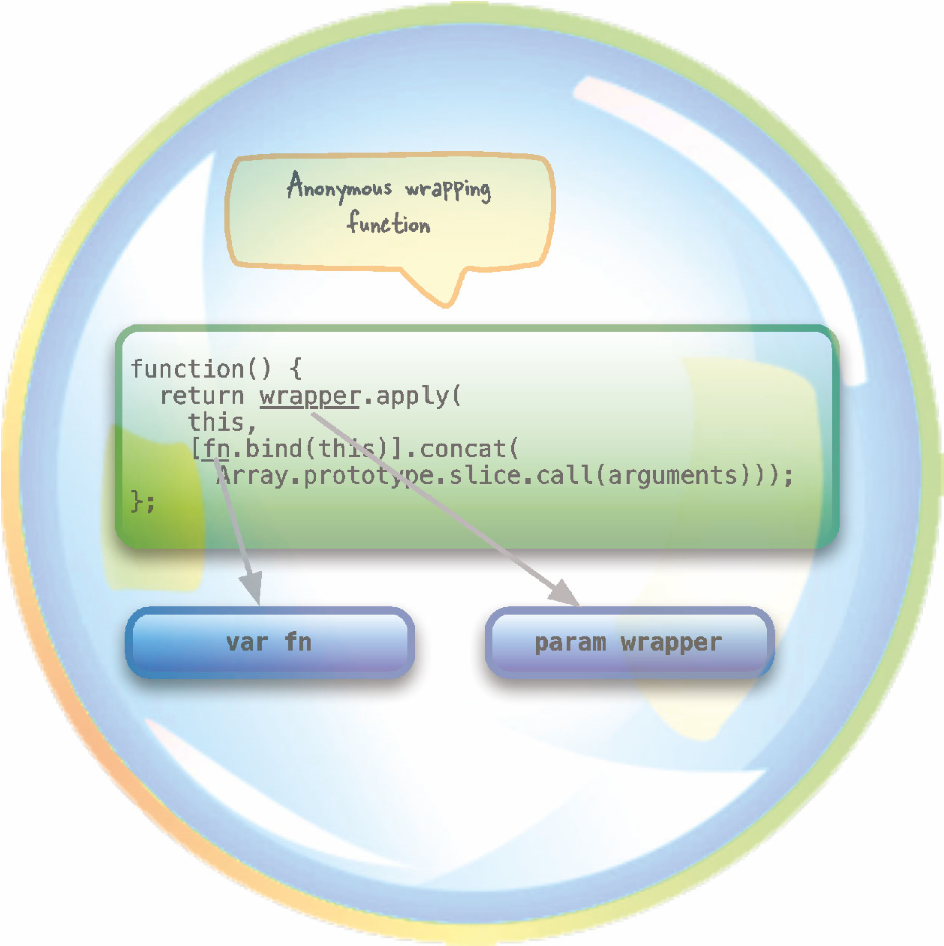 Anonymous wrapping
function
function() {
  return wrapper.apply(
    this,
    [fn.bind(this)].concat(
      Array.prototype.slice.call(arguments)));
};
var fn
param wrapper